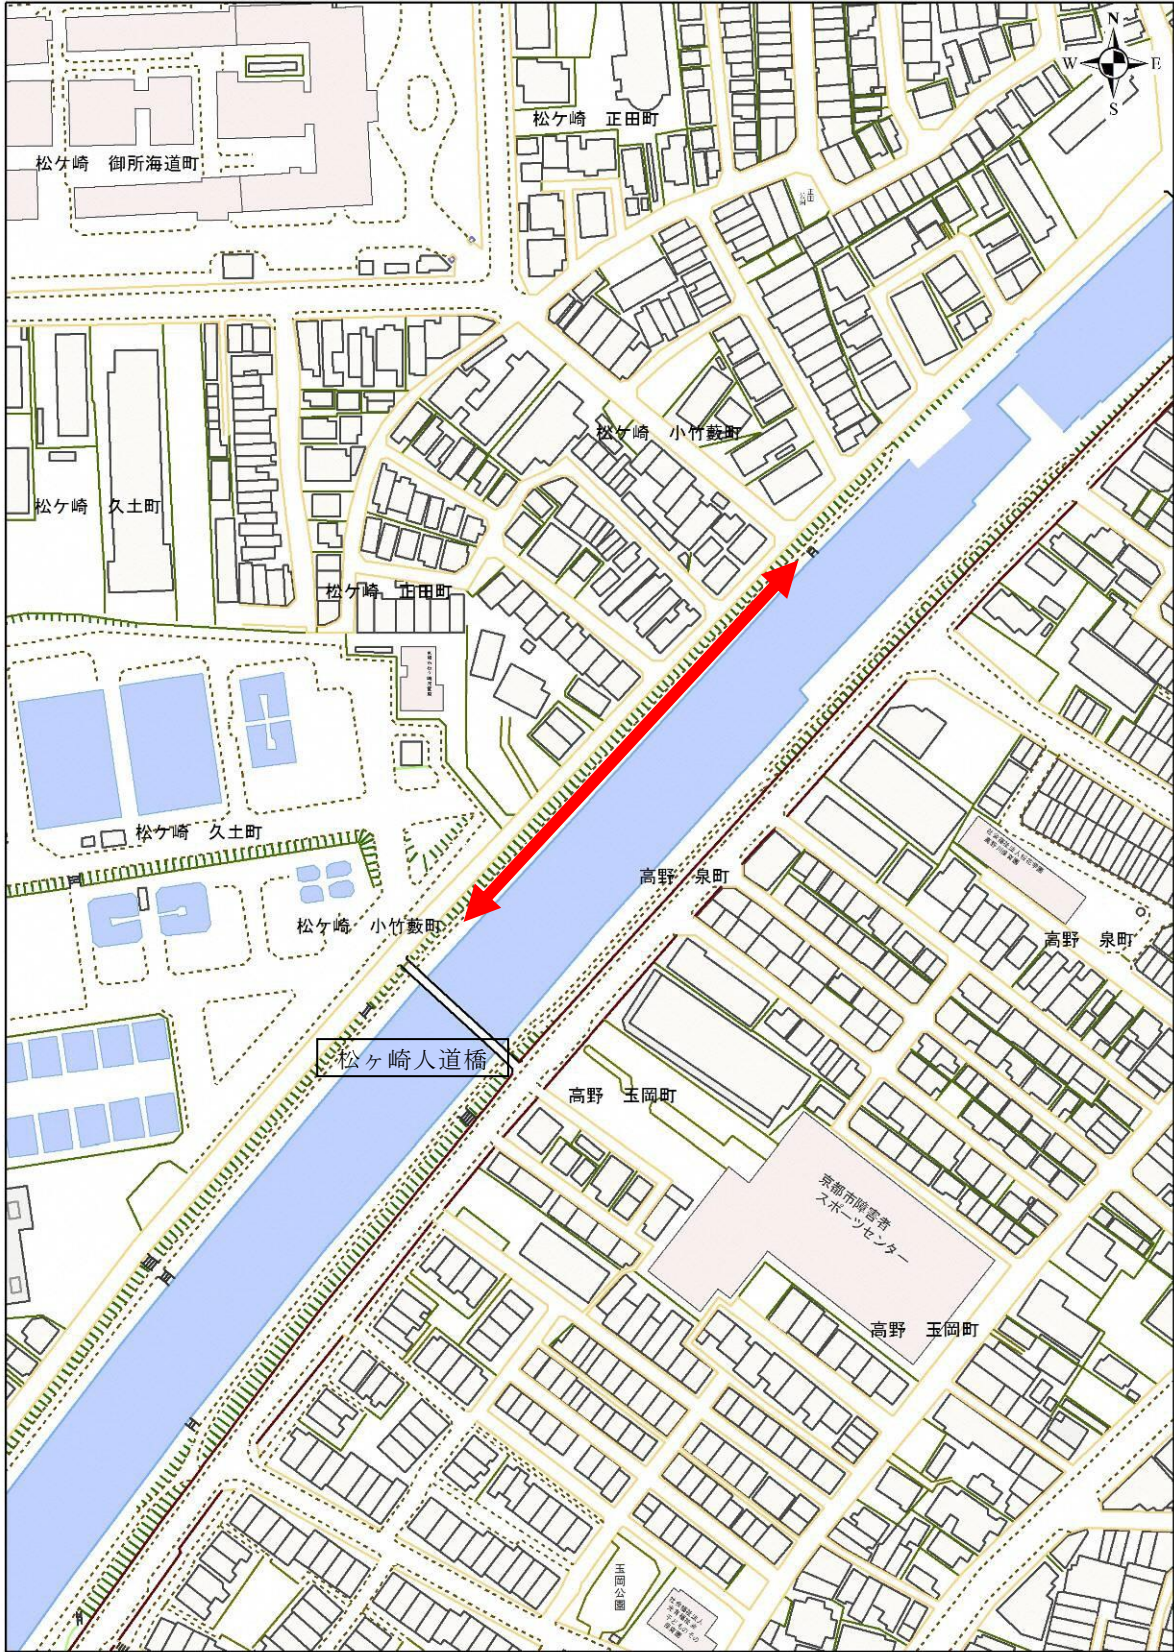 N
W
E
S
松ケ崎 正田町
松ケ崎 御所海道町
松ケ崎 小竹藪町
松ケ崎 久土町
松ケ崎 正田町
松ケ崎 久土町
高野 泉町
松ケ崎 小竹藪町
高野 泉町
松ヶ崎人道橋
高野 玉岡町
京都市障害者
スポーツセンター
高野 玉岡町
玉岡公園